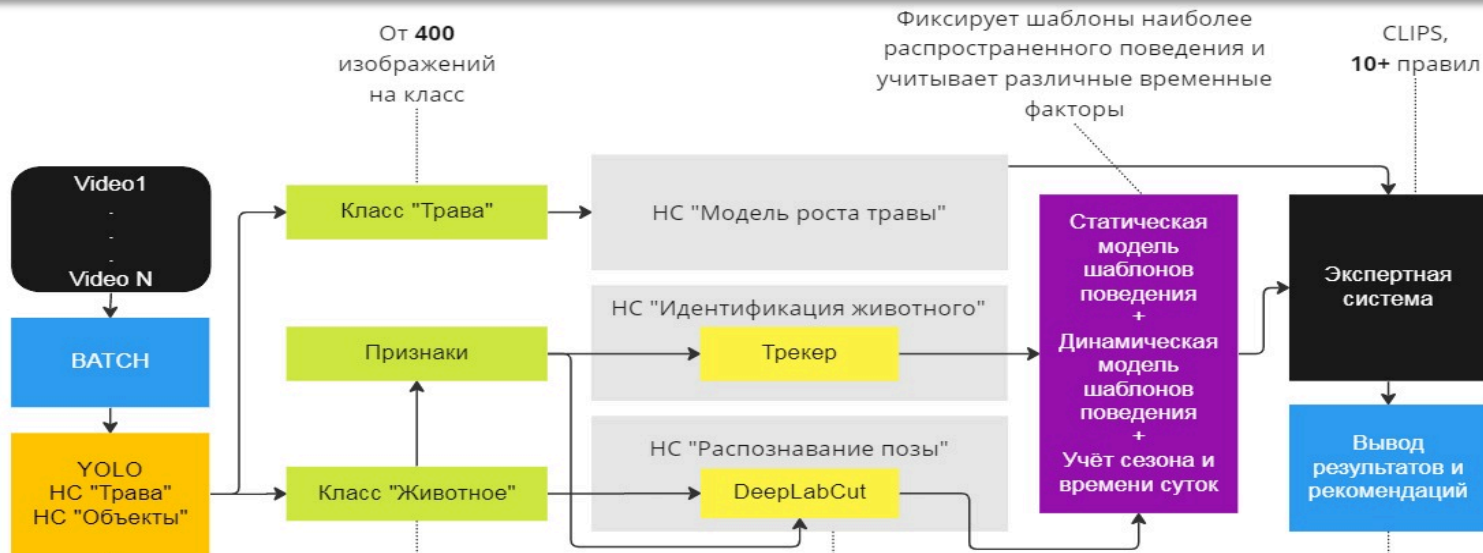 От 400
изображений
на класс
Фиксирует шаблоны наиболее
распространенного поведения и
учитывает различные временные
факторы
CLIPS,
10+ правил
Video1
.
.
.
Video N
BATCH
YOLO
НС "Трава"
НС "Объекты"
Класс "Трава"
Признаки
Класс "Животное"
НС "Модель роста травы"
НС "Идентификация животного"
Трекер
НС "Распознавание позы"
DeepLabCut
Статическая
модель
шаблонов
поведения
+
Динамическая
модель
шаблонов
поведения
+
Учёт сезона и
времени суток
Экспертная
система
Вывод
результатов и
рекомендаций